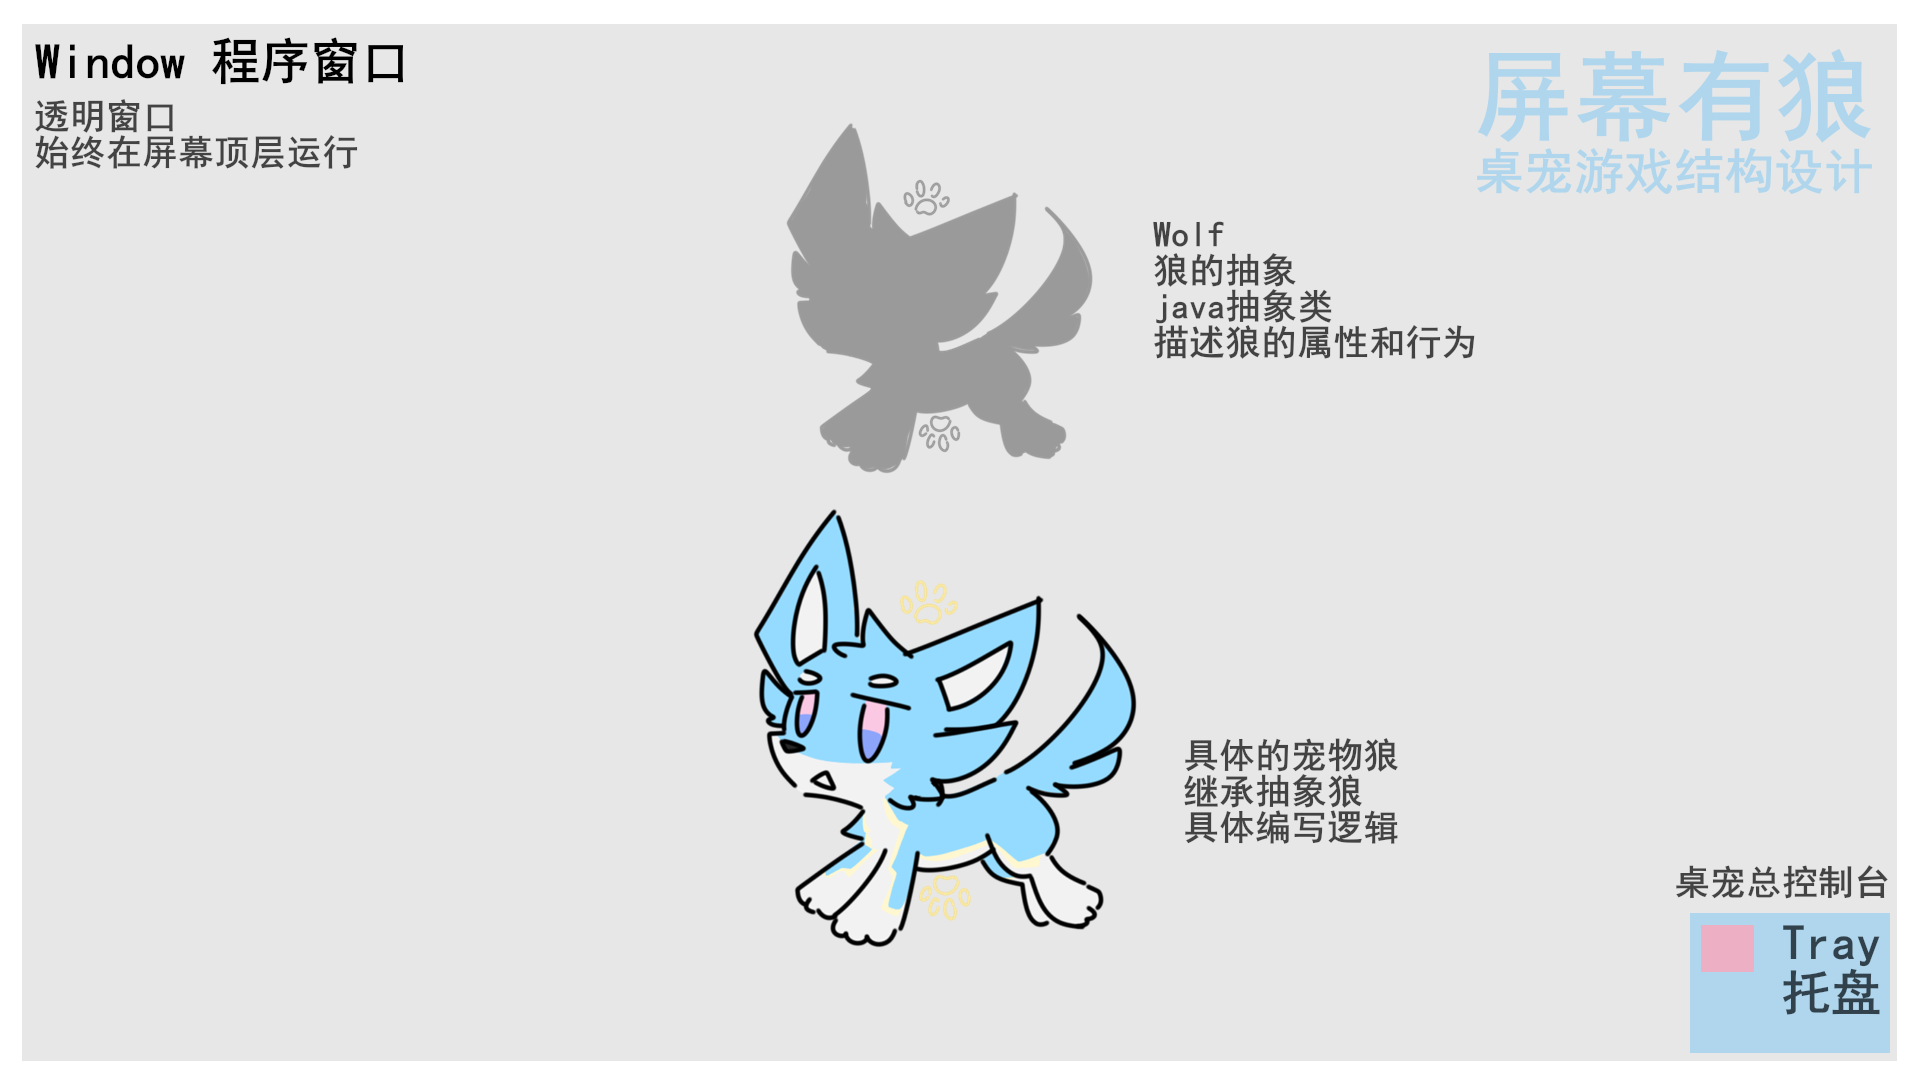 Window 程序窗口
透明窗口
始终在屏幕顶层运行
屏幕有狼
桌宠游戏结构设计
Wolf
狼的抽象
java抽象类
描述狼的属性和行为
具体的宠物狼
继承抽象狼
具体编写逻辑
桌宠总控制台
Tray
托盘